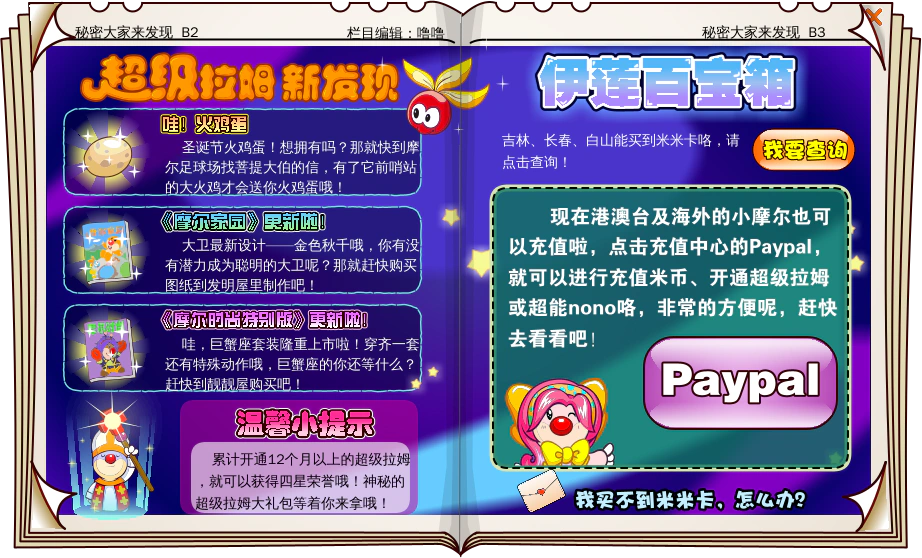 秘密大家来发现  B2
栏目编辑：噜噜
超级拉姆 新发现
哇！火鸡蛋
圣诞节火鸡蛋！想拥有吗？那就快到摩
尔足球场找菩提大伯的信，有了它前哨站
的大火鸡才会送你火鸡蛋哦！
《摩尔家园》更新啦！
大卫最新设计——金色秋千哦，你有没
有潜力成为聪明的大卫呢？那就赶快购买
图纸到发明屋里制作吧！
《摩尔时尚特别版》更新啦！
哇，巨蟹座套装隆重上市啦！穿齐一套
还有特殊动作哦，巨蟹座的你还等什么？
赶快到靓靓屋购买吧！
温馨小提示
累计开通12个月以上的超级拉姆
，就可以获得四星荣誉哦！神秘的
超级拉姆大礼包等着你来拿哦！
秘密大家来发现  B3
伊莲百宝箱
吉林、长春、白山能买到米米卡咯，请
点击查询！
我要查询
现在港澳台及海外的小摩尔也可
以充值啦，点击充值中心的Paypal，
就可以进行充值米币、开通超级拉姆
或超能nono咯，非常的方便呢，赶快
去看看吧！
Paypal
我买不到米米卡，怎么办？